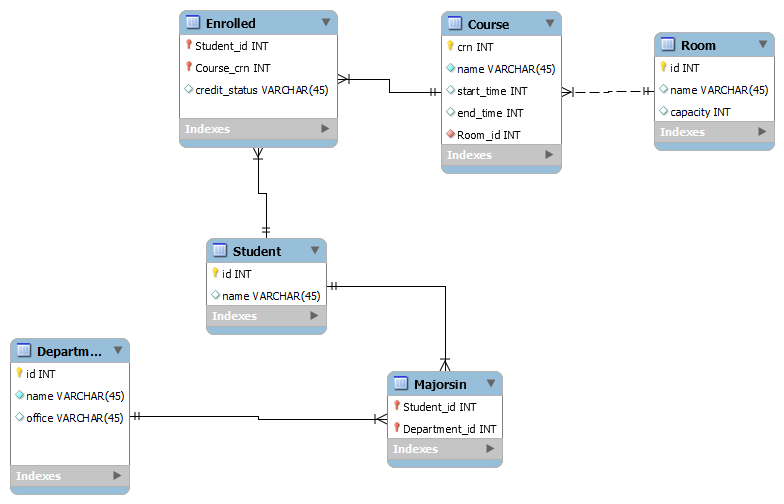 Enrolled
Student_id INT
Course_crn INT
credit_status VARCHAR(45)
Indexes
Course
crn INT
name VARCHAR(45)
start_time INT
end_time INT
Room_id INT
Indexes
Room
id INT
name VARCHAR(45)
capacity INT
Indexes
Student
id INT
name VARCHAR(45)
Indexes
Departm...
id INT
name VARCHAR(45)
office VARCHAR(45)
Indexes
Majorsin
Student_id INT
Department_id INT
Indexes